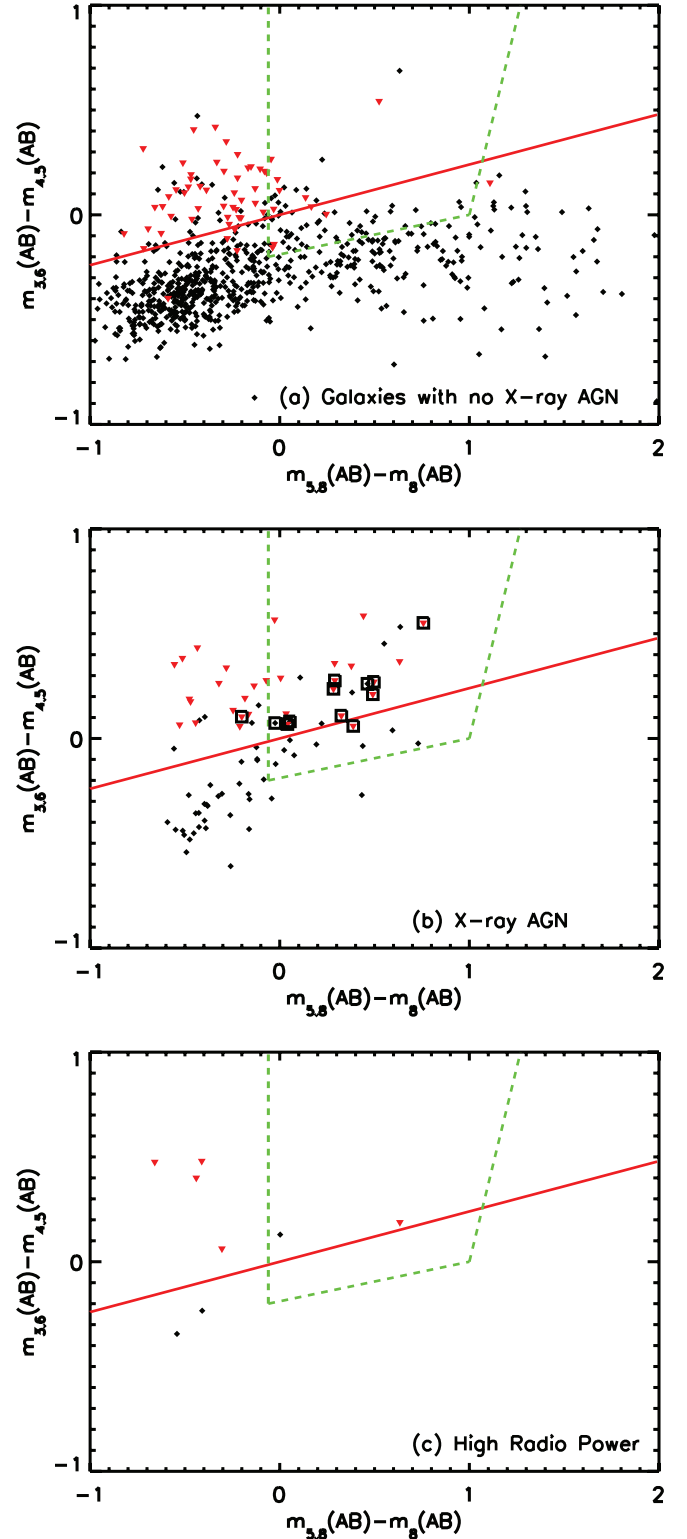 1
0
-1
m3.6(AB)-m4.5(AB)
(a) Galaxies with no X-ray AGN
-1 0 1 2
m5.8(AB)-m8(AB)
1
0
-1
m3.6(AB)-m4.5(AB)
(b) X-ray AGN
-1 0 1 2
m5.8(AB)-m8(AB)
1
0
-1
m3.6(AB)-m4.5(AB)
(c) High Radio Power
-1 0 1 2
m5.8(AB)-m8(AB)